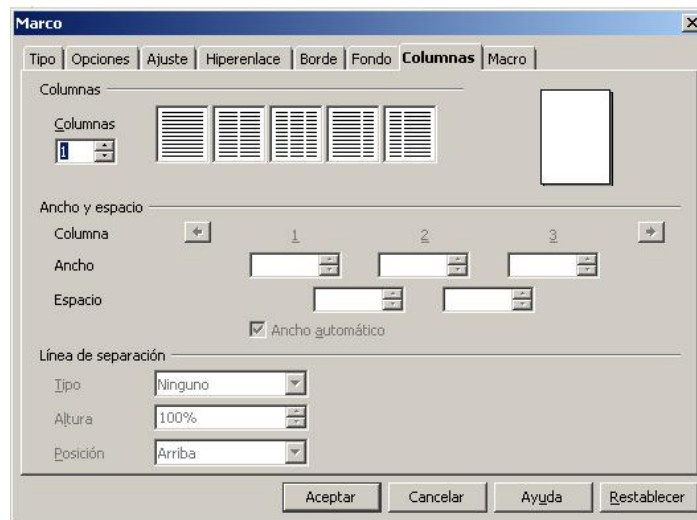 Marco
Tipo Opciones Ajuste Hiperenlace Borde Fondo Columnas Macro
Columnas
Columnas
1
Ancho y espacio
Columna 1 2 3
Ancho
Espacio
Ancho automático
Línea de separación
Tipo Ninguno
Altura 100%
Posición Arriba
Aceptar Cancelar Ayuda Restablecer